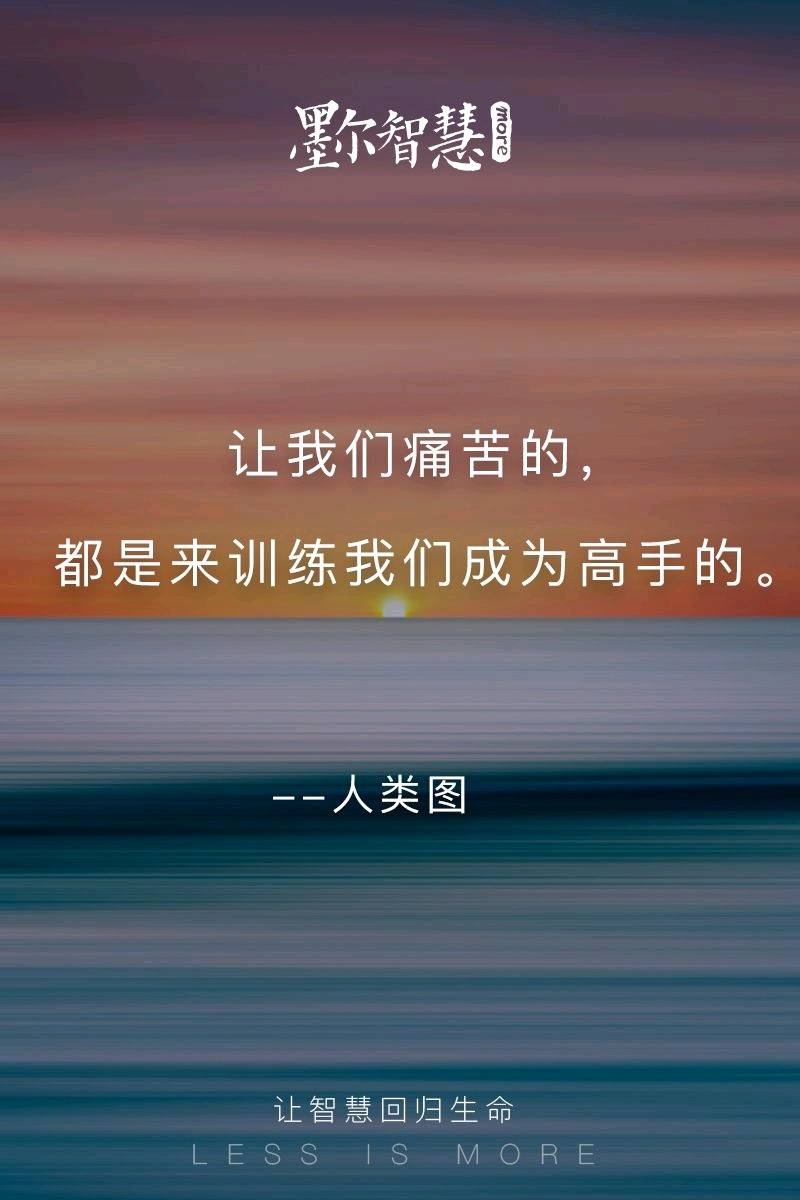 墨尔智慧 more
让我们痛苦的，
都是来训练我们成为高手的。
--人类图
让智慧回归生命
LESS IS MORE